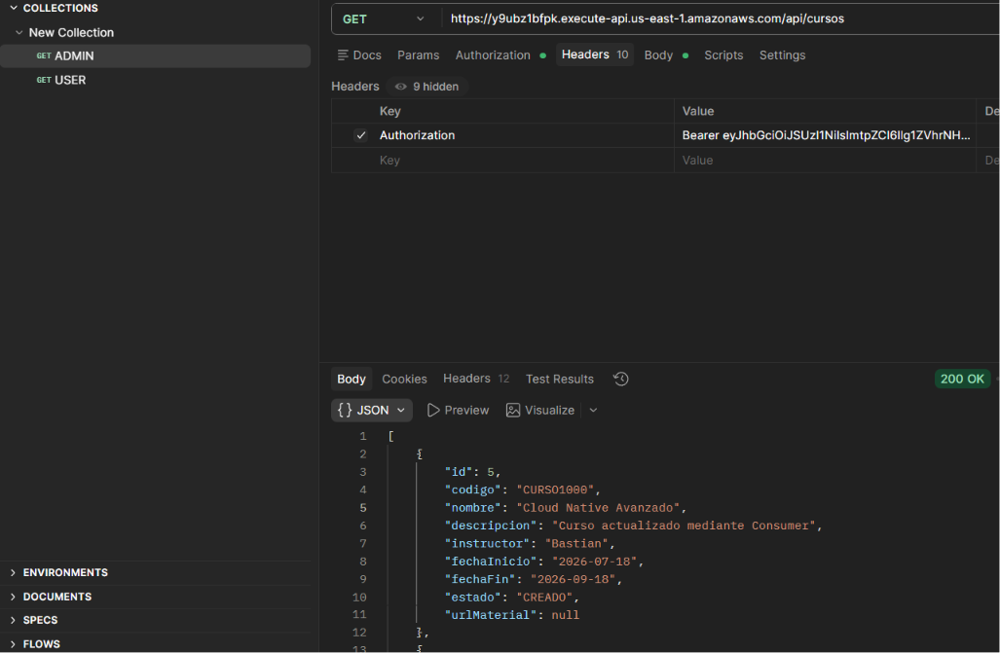 COLLECTIONS
New Collection
GET ADMIN
GET USER
ENVIRONMENTS
DOCUMENTS
SPECS
FLOWS
GET https://y9ubz1bfpk.execute-api.us-east-1.amazonaws.com/api/cursos
Docs Params Authorization Headers 10 Body Scripts Settings
Headers 9 hidden
Key Value De
Authorization Bearer eyJhbGciOiJSUzI1NiIsImtpZCI6Ilg1ZVhrNH...
Key Value De
Body Cookies Headers 12 Test Results 200 OK
{} JSON Preview Visualize
1 [
2 {
3 "id": 5,
4 "codigo": "CURSO1000",
5 "nombre": "Cloud Native Avanzado",
6 "descripcion": "Curso actualizado mediante Consumer",
7 "instructor": "Bastian",
8 "fechaInicio": "2026-07-18",
9 "fechaFin": "2026-09-18",
10 "estado": "CREADO",
11 "urlMaterial": null
12 },
13 {